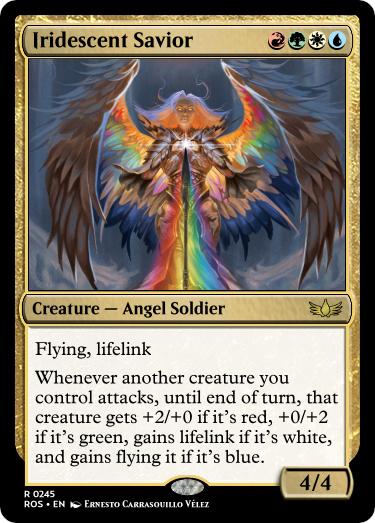 Iridescent Savior
Creature — Angel Soldier
Flying, lifelink
Whenever another creature you
control attacks, until end of turn, that
creature gets +2/+0 if it's red, +0/+2
if it's green, gains lifelink if it's white,
and gains flying it if it's blue.
4/4
R 0245
ROS • EN Ernesto Carrasouillo Vélez